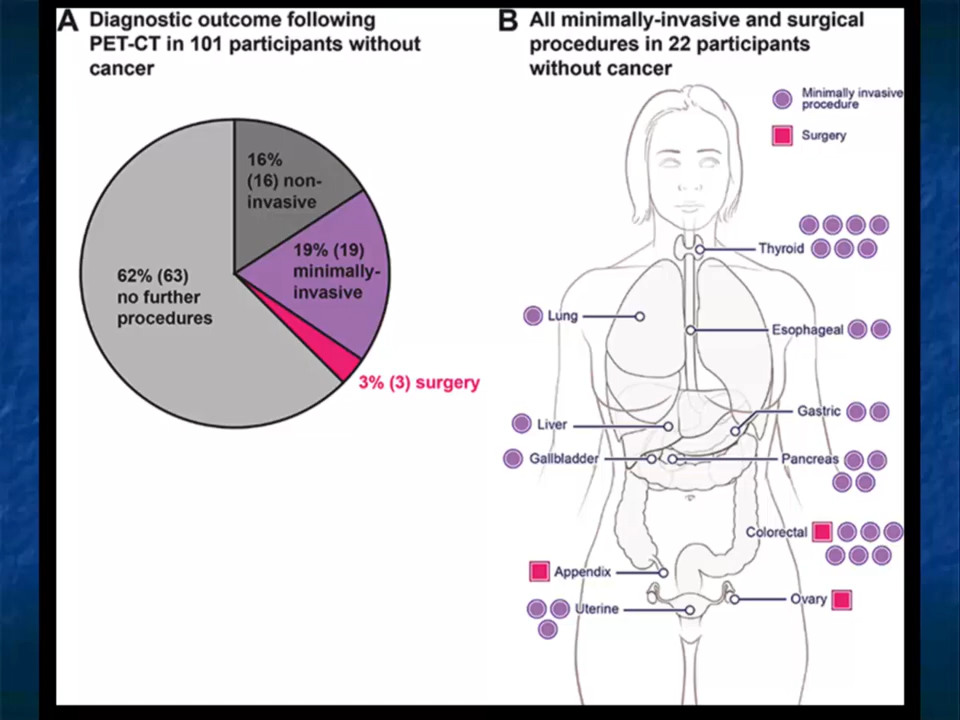 A Diagnostic outcome following
PET-CT in 101 participants without
cancer
16%
(16) non-
invasive
19% (19)
minimally-
invasive
62% (63)
no further
procedures
3% (3) surgery
B All minimally-invasive and surgical
procedures in 22 participants
without cancer
Minimally invasive
procedure
Surgery
Thyroid
Lung
Esophageal
Gastric
Liver
Gallbladder
Pancreas
Colorectal
Appendix
Ovary
Uterine